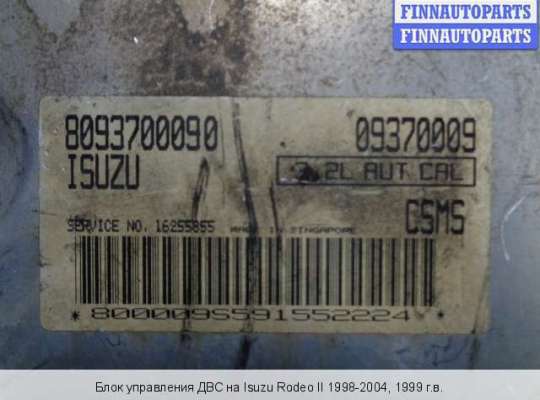 FINNAUTOPARTS
FINNAUTOPARTS
8093700090 09370009
ISUZU 2L AUT CAL
SERVICE NO. 16255855 MADE IN SINGAPORE CSMS
*800009S591552224*
Блок управления ДВС на Isuzu Rodeo II 1998-2004, 1999 г.в.